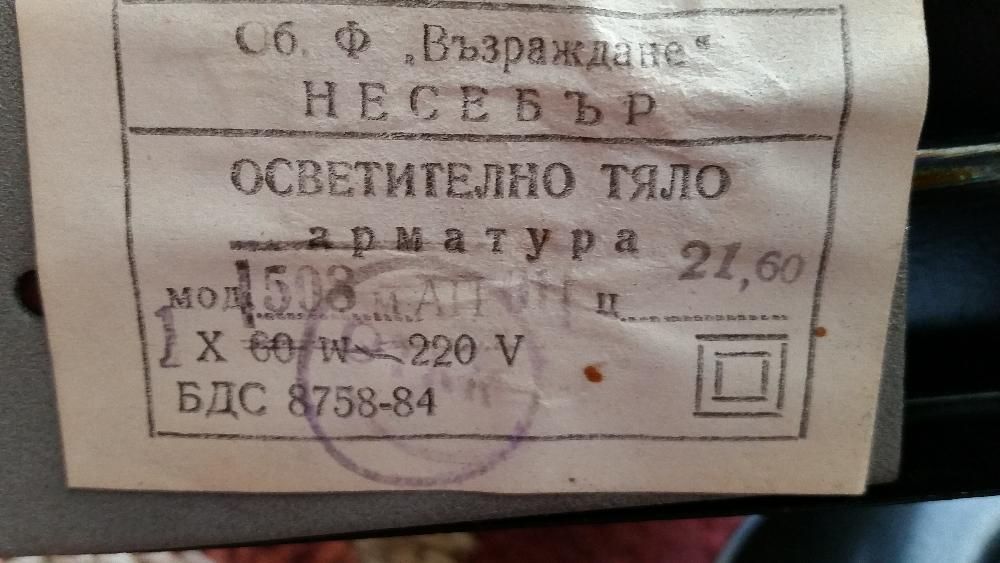 Об. Ф „Възраждане“
НЕСЕБЪР
ОСВЕТИТЕЛНО ТЯЛО
арматура
мод. 1508 м. ц. 21,60
1 X 60 W 220 V
БДС 8758-84